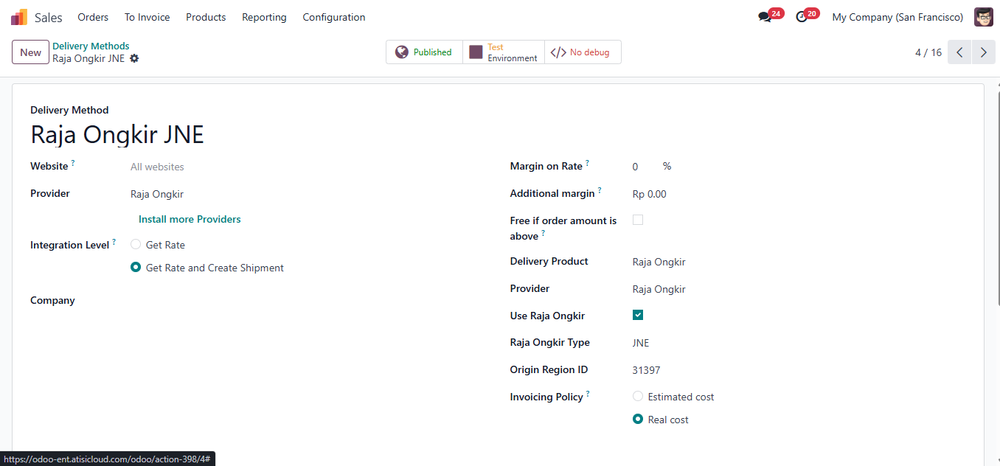 Sales Orders To Invoice Products Reporting Configuration 24 20 My Company (San Francisco)
New Delivery Methods
Raja Ongkir JNE
Published
Test
Environment
No debug
4 / 16
Delivery Method
Raja Ongkir JNE
Website ? All websites
Provider Raja Ongkir
Install more Providers
Integration Level ? Get Rate
Get Rate and Create Shipment
Company
Margin on Rate ? 0 %
Additional margin ? Rp 0.00
Free if order amount is
above ?
Delivery Product Raja Ongkir
Provider Raja Ongkir
Use Raja Ongkir
Raja Ongkir Type JNE
Origin Region ID 31397
Invoicing Policy ? Estimated cost
Real cost
https://odoo-ent.atisicloud.com/odoo/action-398/4#